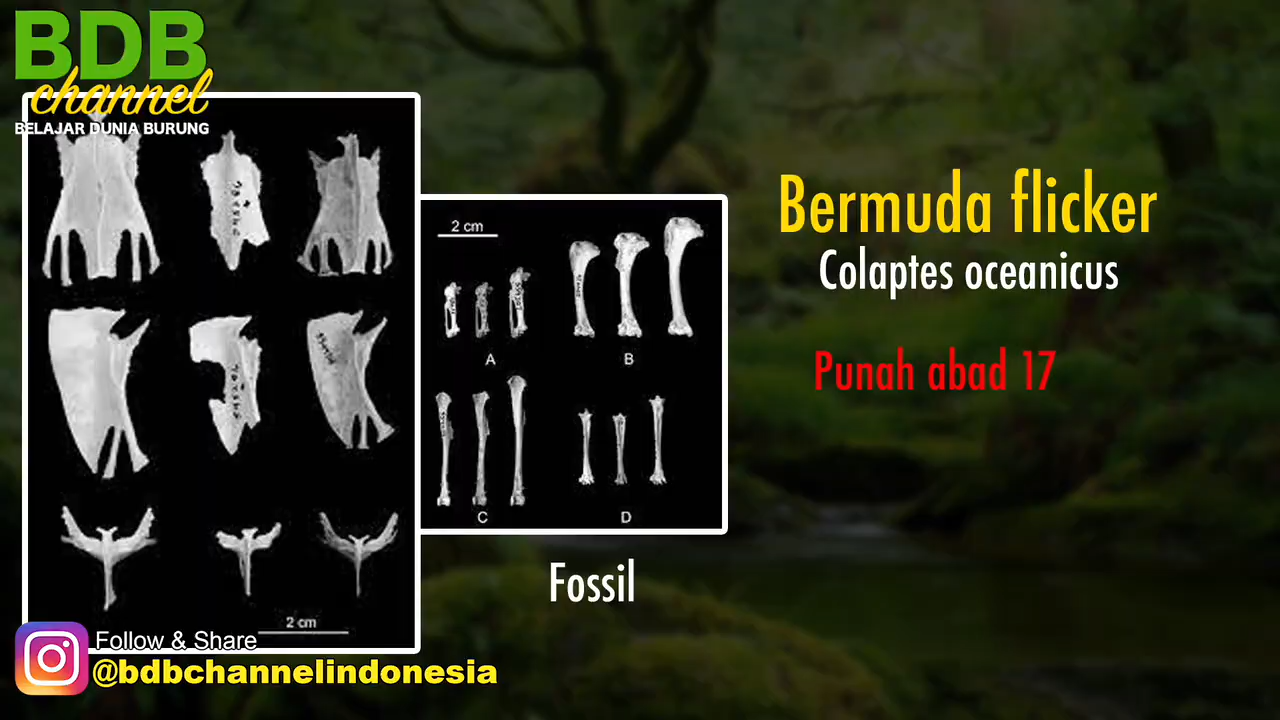 BDB
channel
BELAJAR DUNIA BURUNG
2 cm
A
B
C
D
2 cm
Bermuda flicker
Colaptes oceanicus
Punah abad 17
Fossil
Follow & Share
@bdbchannelindonesia